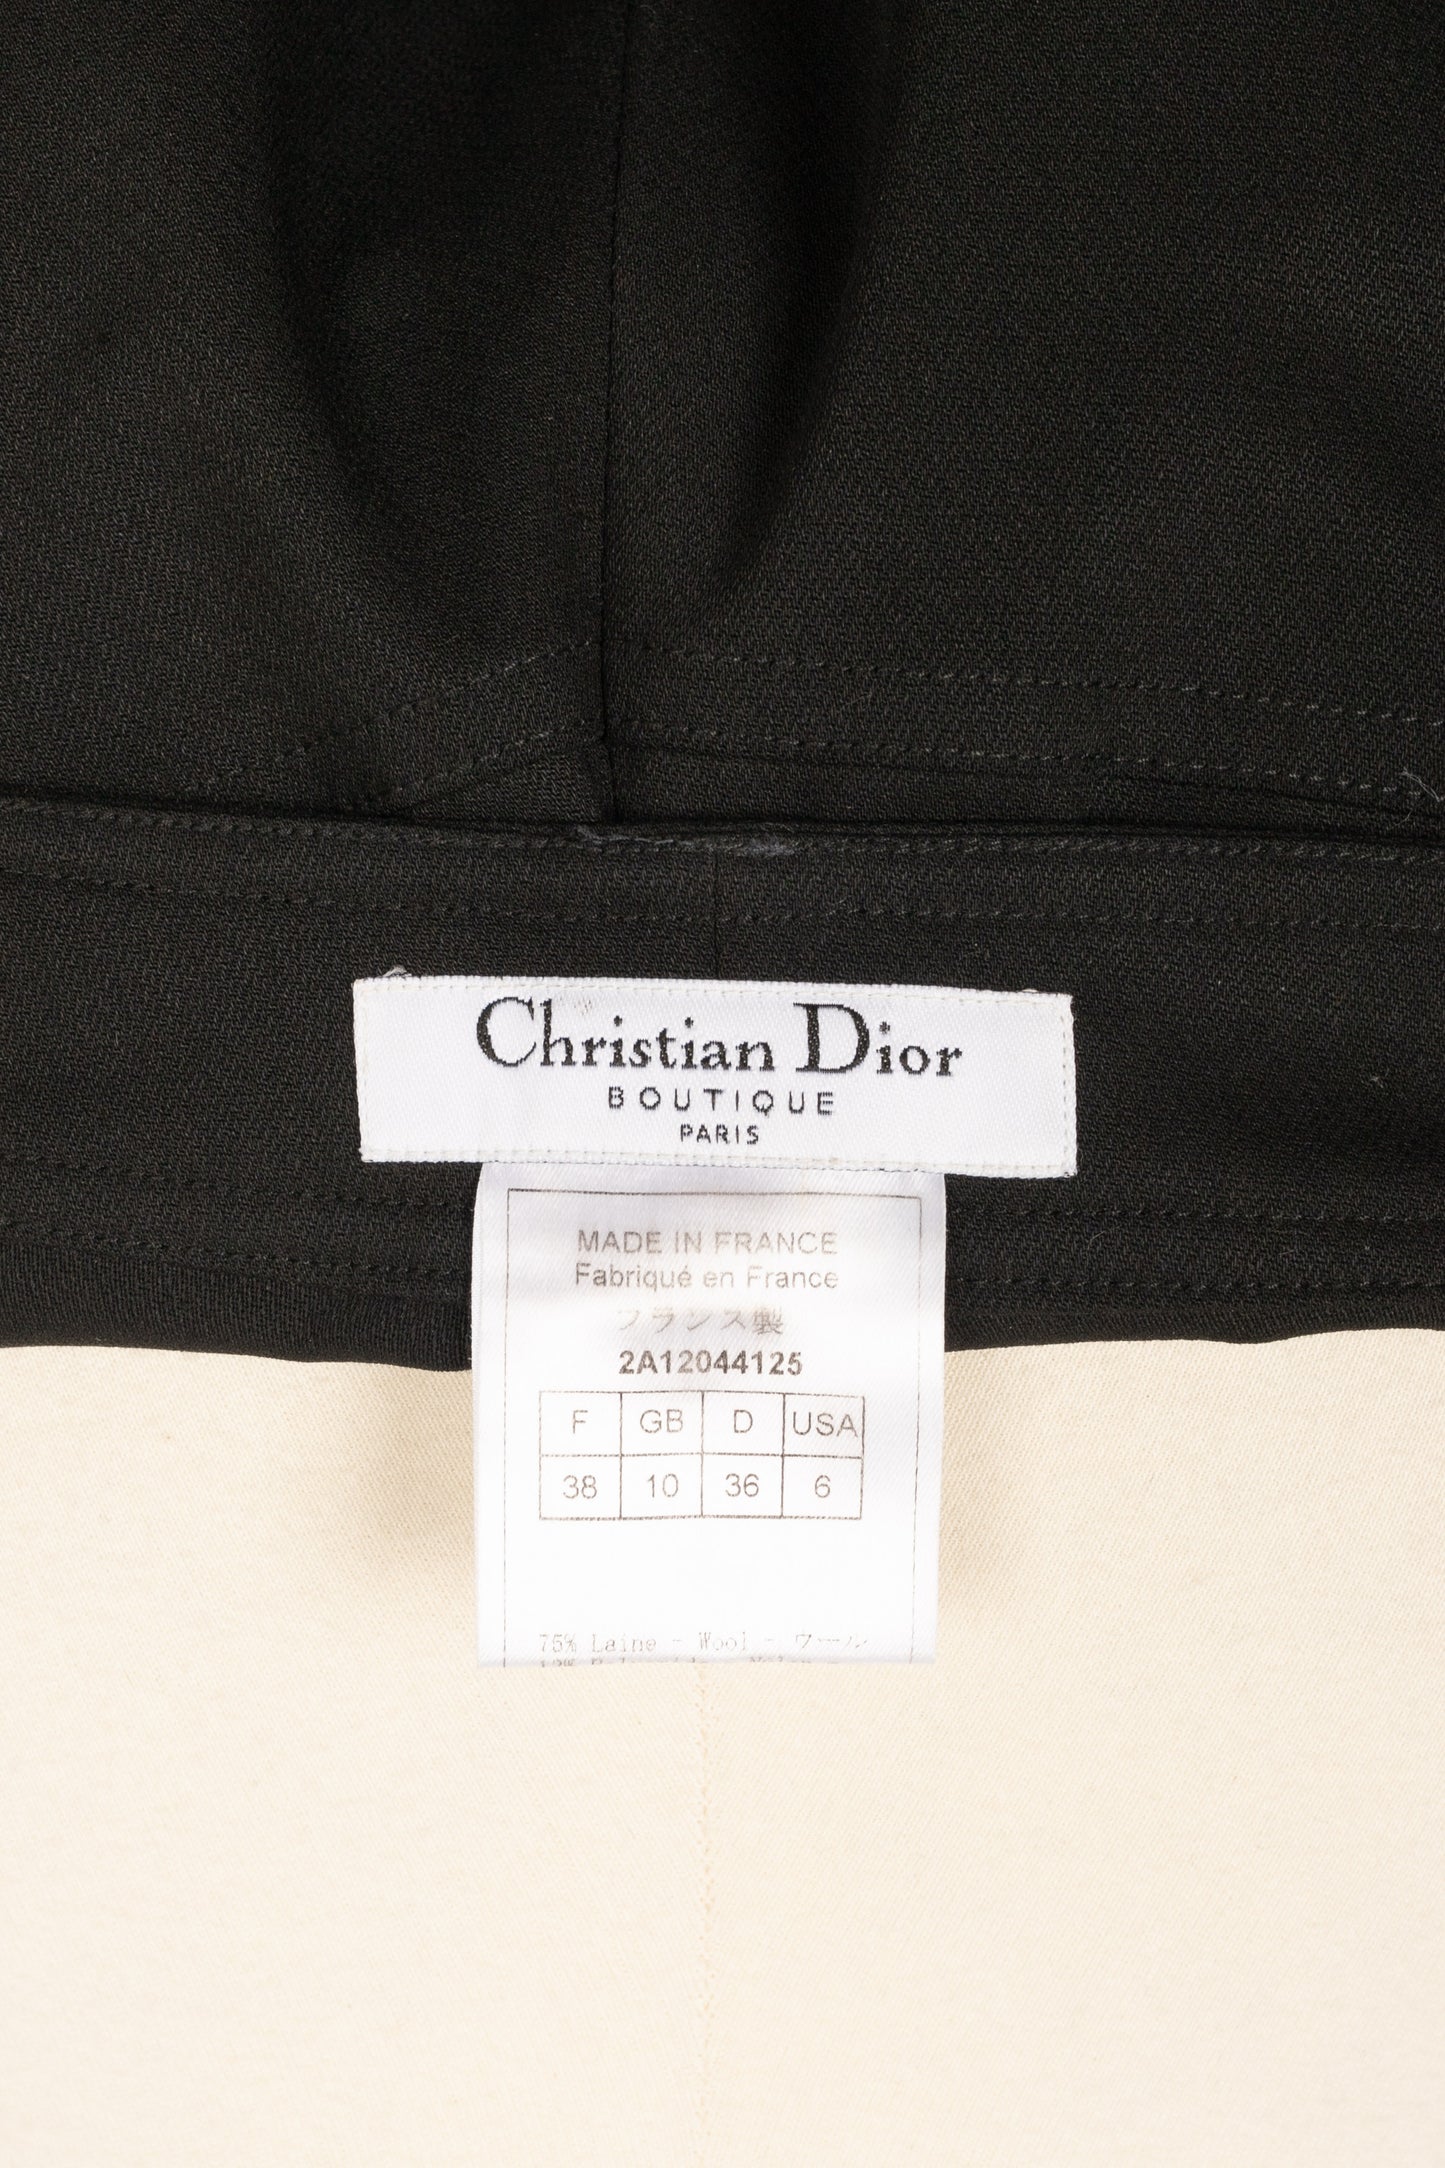 Christian Dior
BOUTIQUE
PARIS
MADE IN FRANCE
Fabriqué en France
フランス製
2A12044125
F GB D USA
38 10 36 6
75% Laine - Wool - ウール